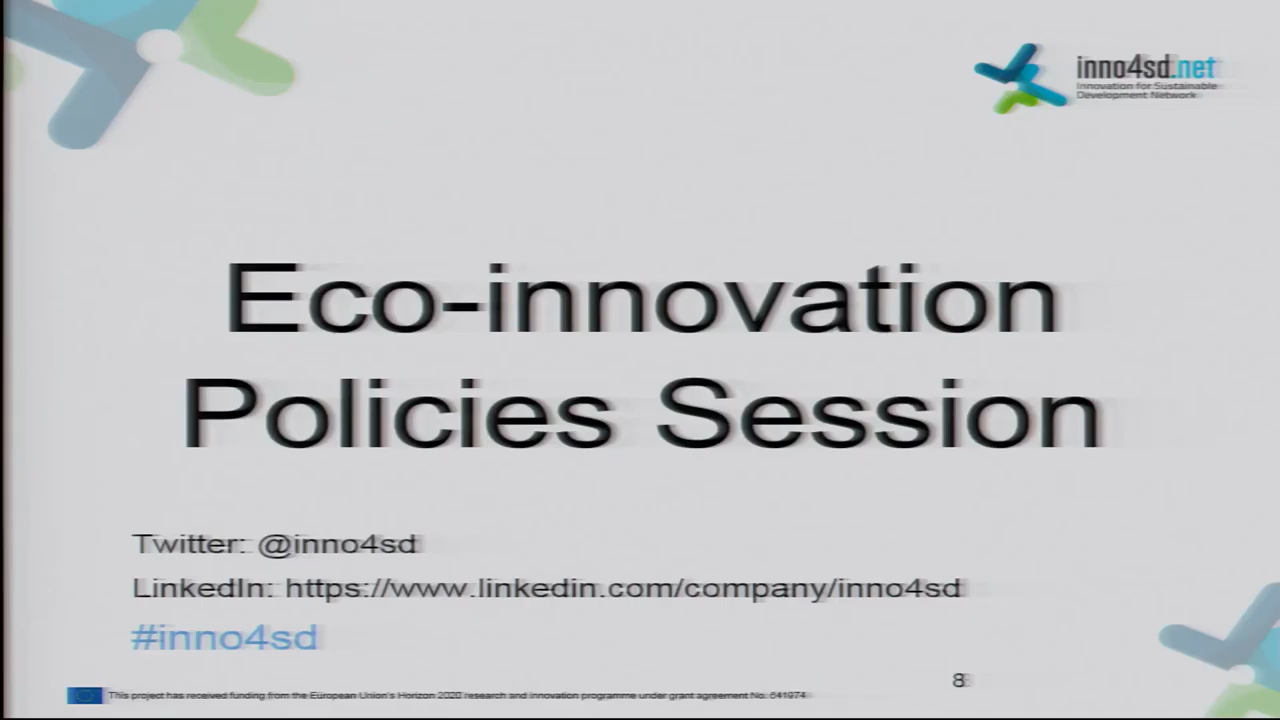 inno4sd.net
Innovation for Sustainable
Development Network
Eco-innovation
Policies Session
Twitter: @inno4sd
LinkedIn: https://www.linkedin.com/company/inno4sd
#inno4sd
8
This project has received funding from the European Union's Horizon 2020 research and innovation programme under grant agreement No. 641974